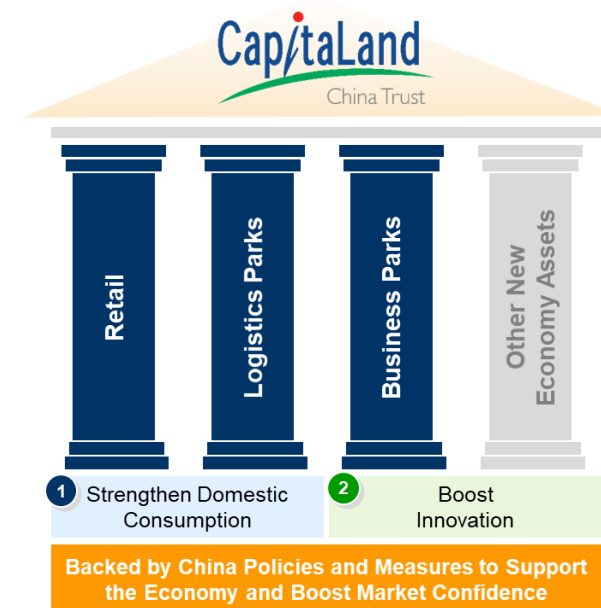 CapitaLand
China Trust
Retail
Logistics Parks
Business Parks
Other New
Economy Assets
1 Strengthen Domestic
Consumption
2 Boost
Innovation
Backed by China Policies and Measures to Support
the Economy and Boost Market Confidence